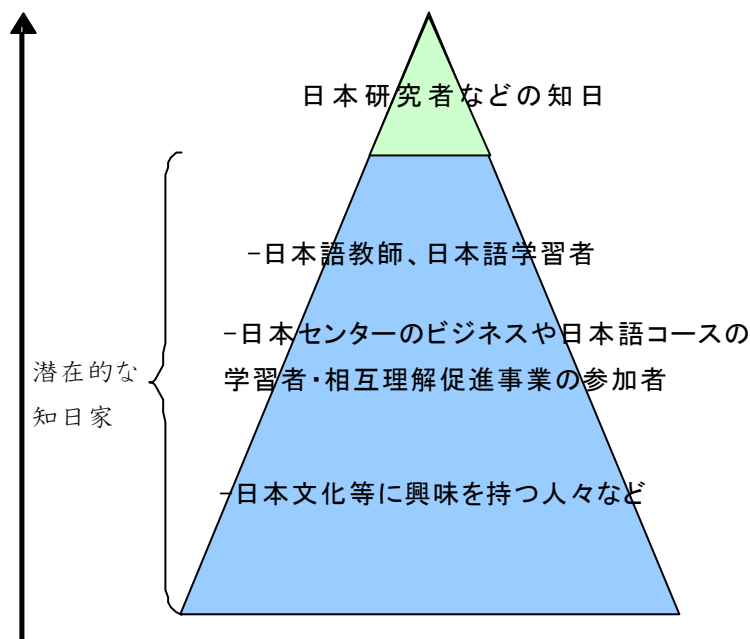 日本研究者などの知日
-日本語教師、日本語学習者
-日本センターのビジネスや日本語コースの
学習者・相互理解促進事業の参加者
潜在的な
知日家
-日本文化等に興味を持つ人々など